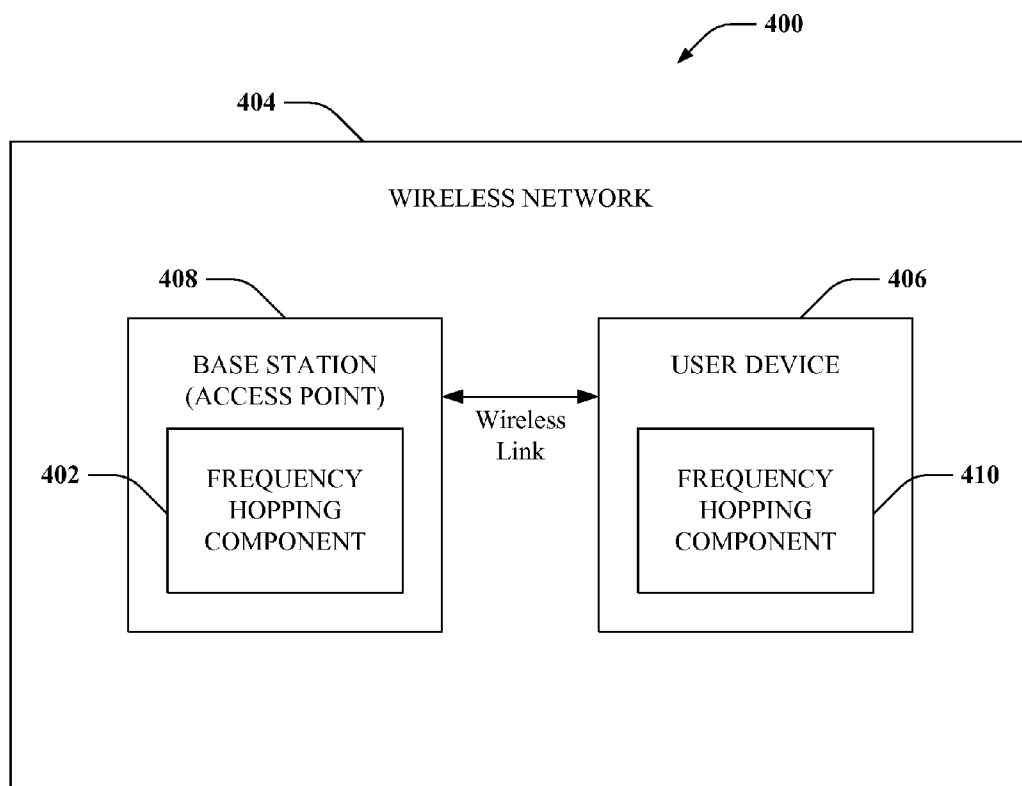 400
404
WIRELESS NETWORK
408
406
BASE STATION
(ACCESS POINT)
USER DEVICE
Wireless
Link
402
FREQUENCY
HOPPING
COMPONENT
FREQUENCY
HOPPING
COMPONENT
410